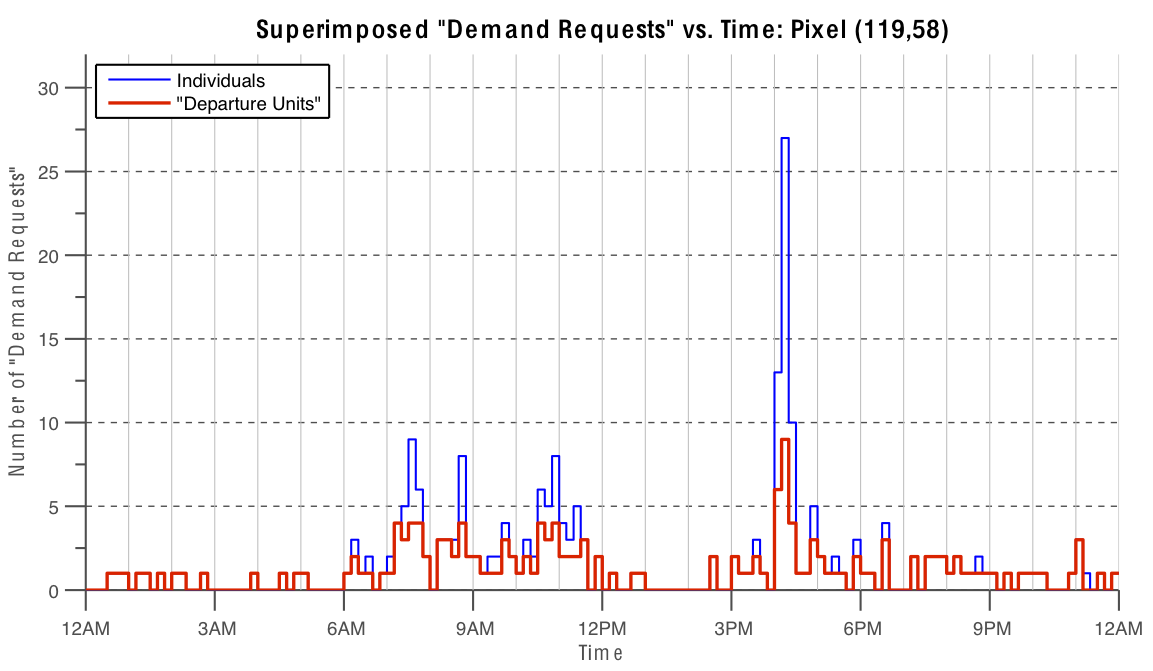 Superimposed "Demand Requests" vs. Time: Pixel (119,58)
Individuals
"Departure Units"
Number of "Demand Requests"
30
25
20
15
10
5
0
12AM 3AM 6AM 9AM 12PM 3PM 6PM 9PM 12AM
Time